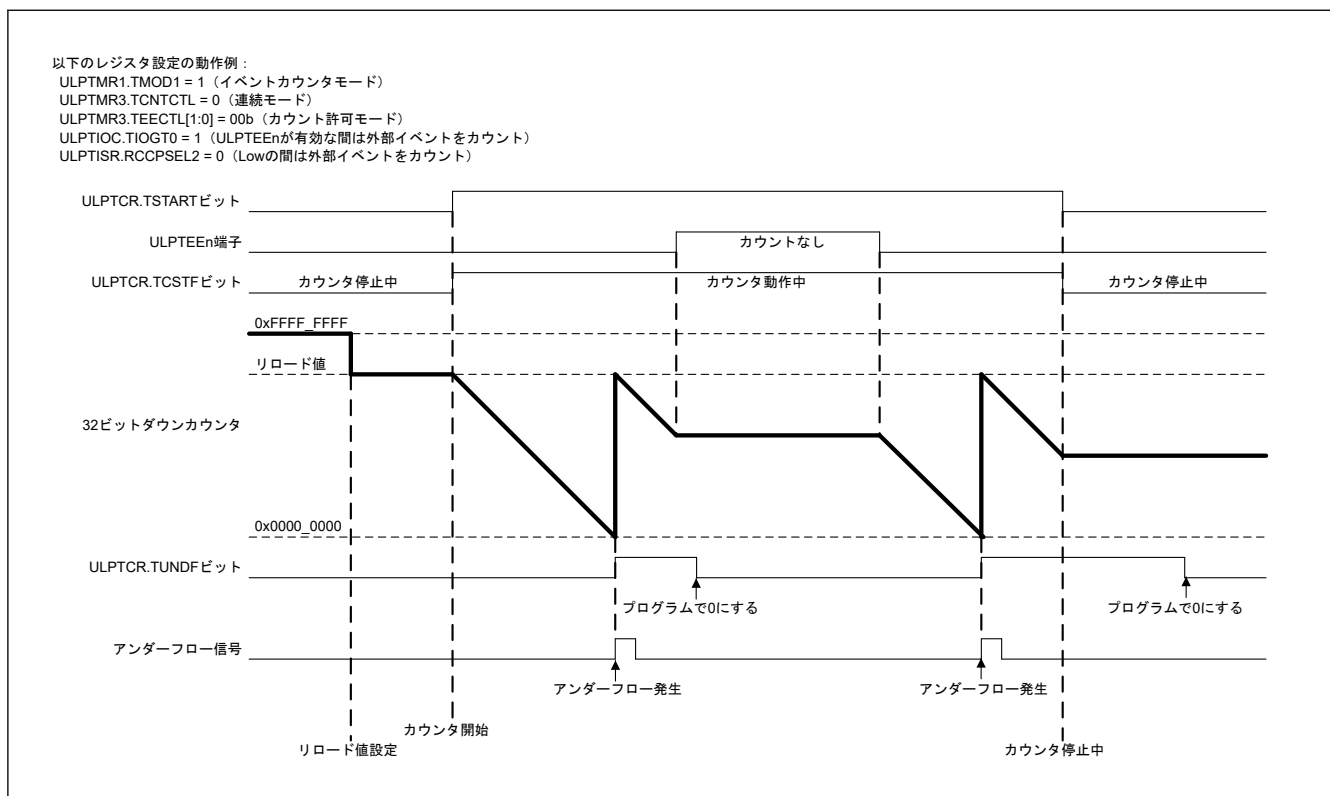 以下のレジスタ設定の動作例：
ULPTMR1.TMOD1 = 1（イベントカウンタモード）
ULPTMR3.TCNTCTL = 0（連続モード）
ULPTMR3.TEECTL[1:0] = 00b（カウント許可モード）
ULPTIOC.TIOGT0 = 1（ULPTEEnが有効な間は外部イベントをカウント）
ULPTISR.RCCPSEL2 = 0（Lowの間は外部イベントをカウント）
ULPTCR.TSTARTビット
ULPTEEn端子
カウントなし
ULPTCR.TCSTFビット
カウンタ停止中
カウンタ動作中
カウンタ停止中
0xFFFF_FFFF
リロード値
32ビットダウンカウンタ
0x0000_0000
ULPTCR.TUNDFビット
プログラムで0にする
プログラムで0にする
アンダーフロー信号
アンダーフロー発生
アンダーフロー発生
カウンタ開始
リロード値設定
カウンタ停止中